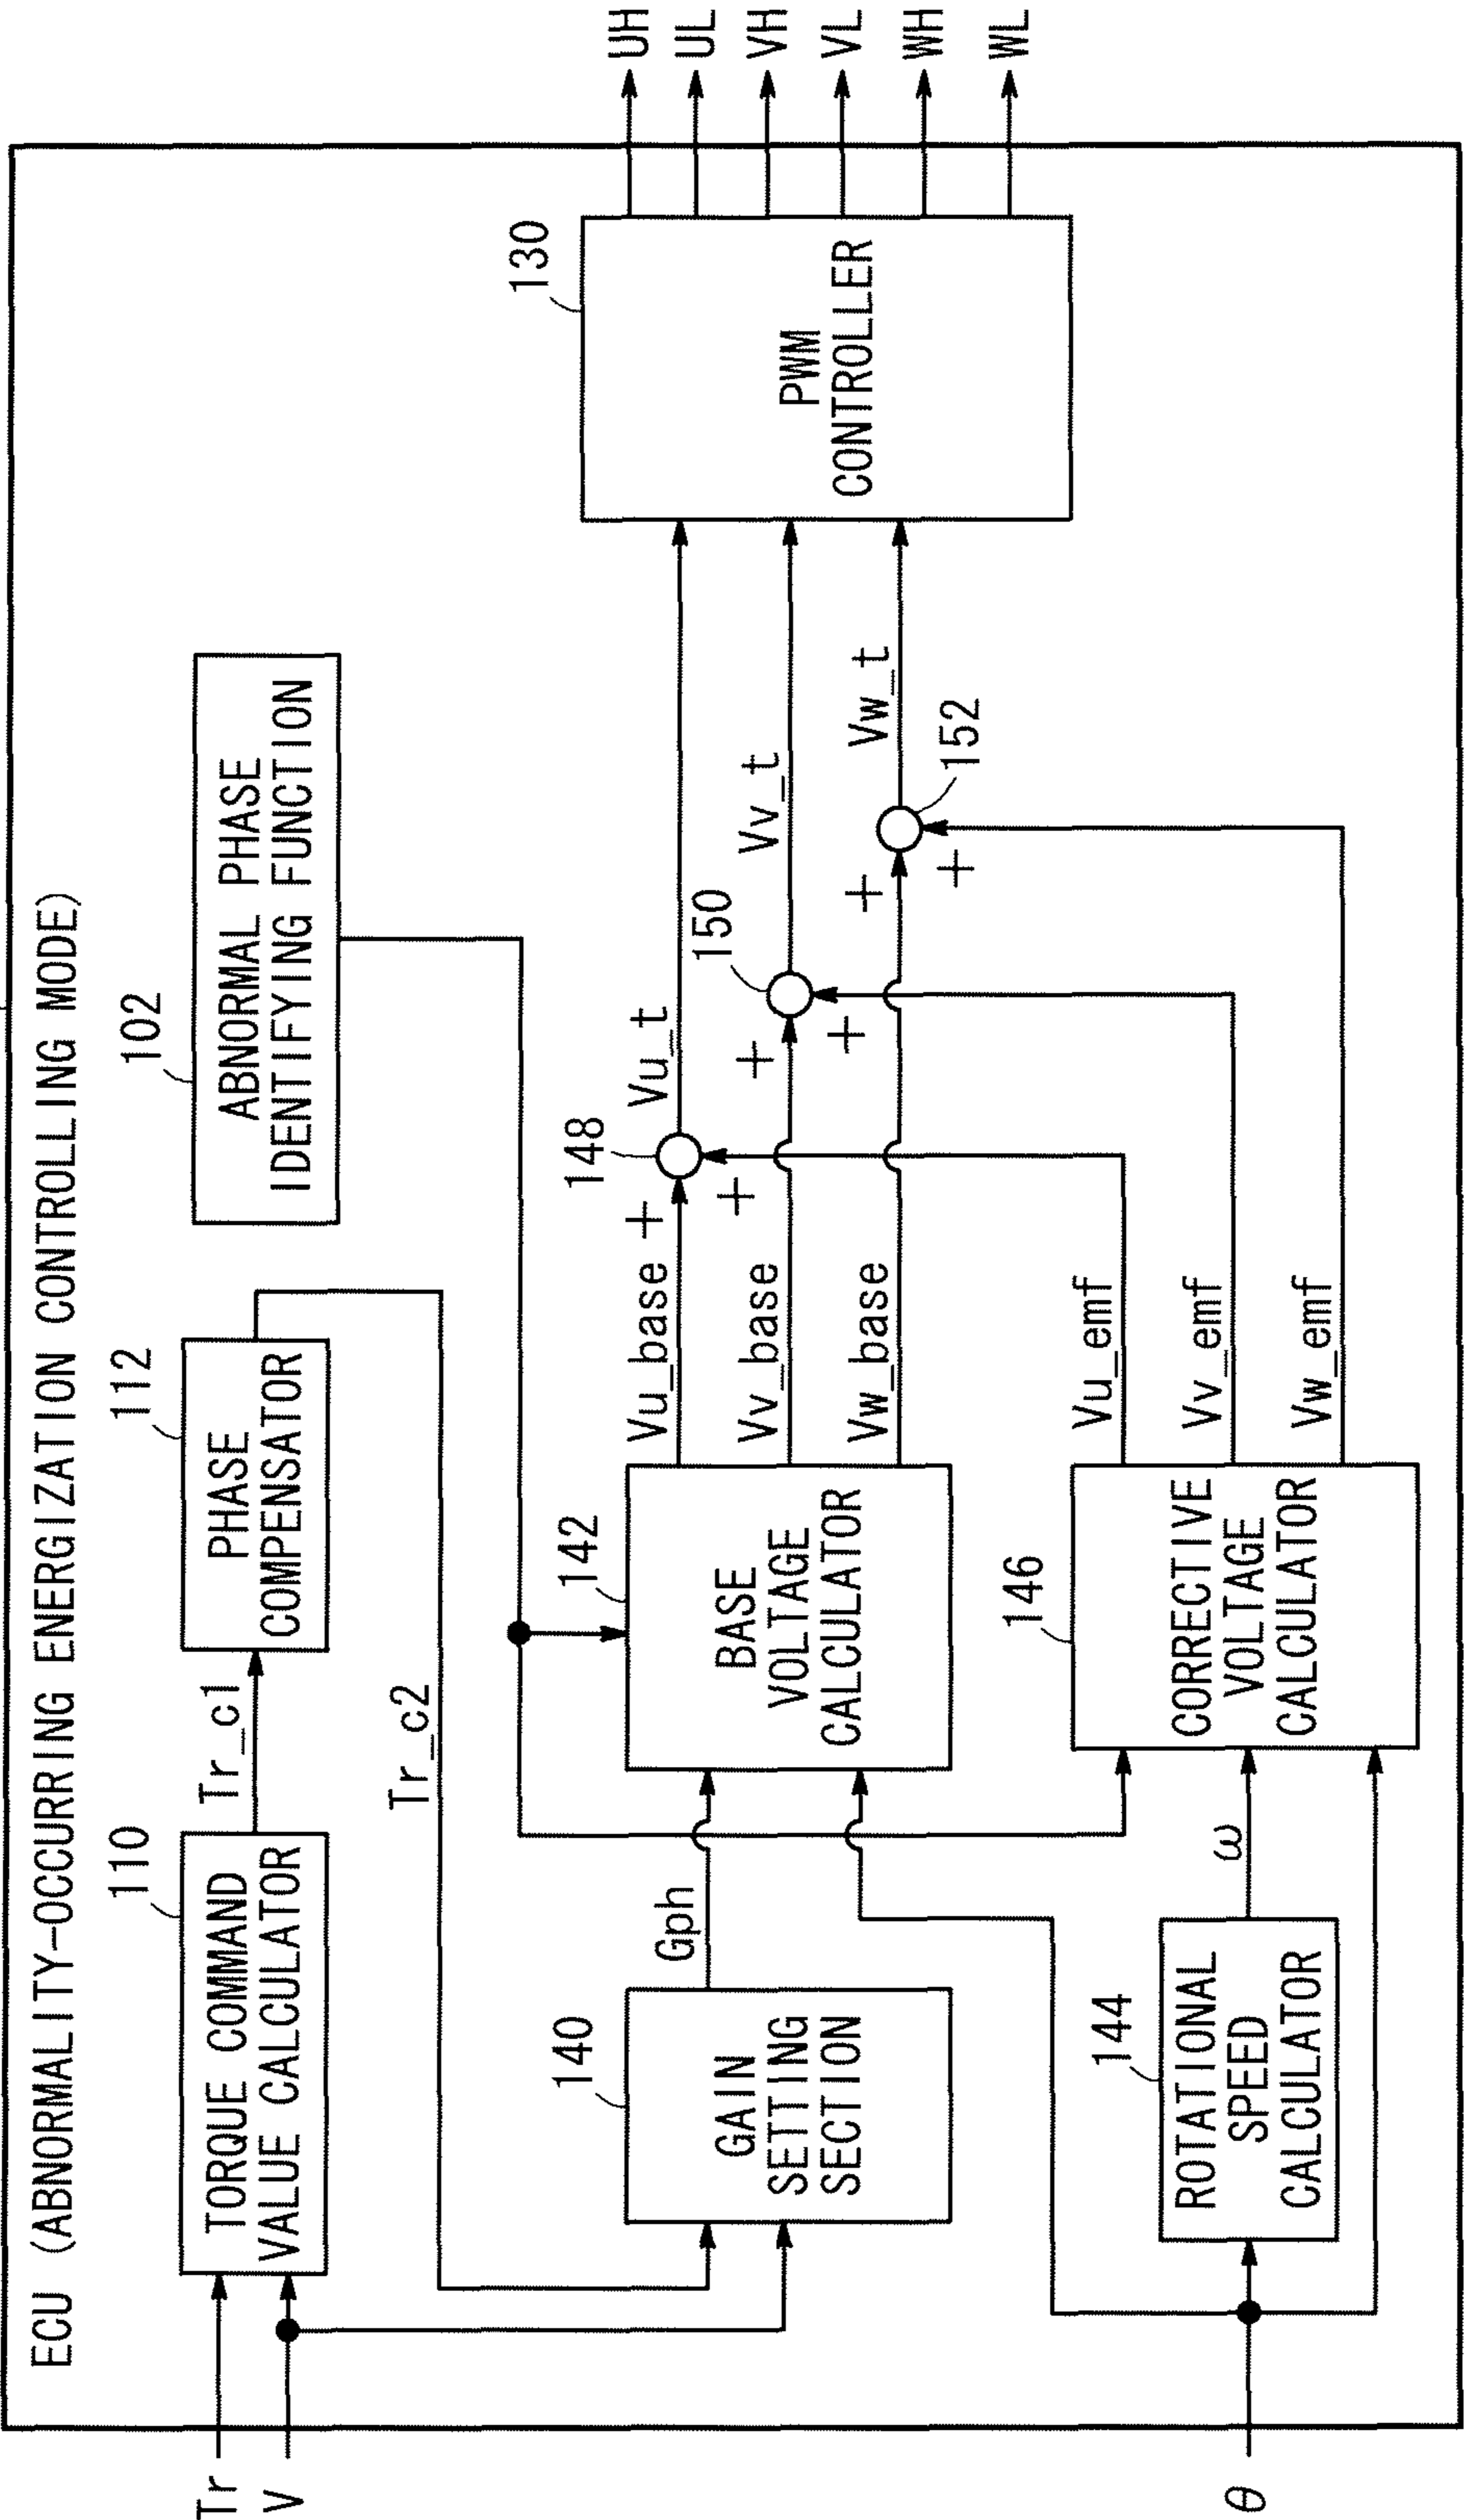 ECU (ABNORMALITY-OCCURRING ENERGIZATION CONTROLLING MODE)
Tr
V
110
TORQUE COMMAND
VALUE CALCULATOR
Tr_c1
112
PHASE
COMPENSATOR
102
ABNORMAL PHASE
IDENTIFYING FUNCTION
Tr_c2
140
GAIN
SETTING
SECTION
Gph
142
BASE
VOLTAGE
CALCULATOR
Vu_base
+
148
+
Vu_t
Vv_base
+
150
+
Vv_t
Vw_base
+
152
+
Vw_t
130
PWM
CONTROLLER
UH
UL
VH
VL
WH
WL
θ
144
ROTATIONAL
SPEED
CALCULATOR
ω
146
CORRECTIVE
VOLTAGE
CALCULATOR
Vu_emf
Vv_emf
Vw_emf